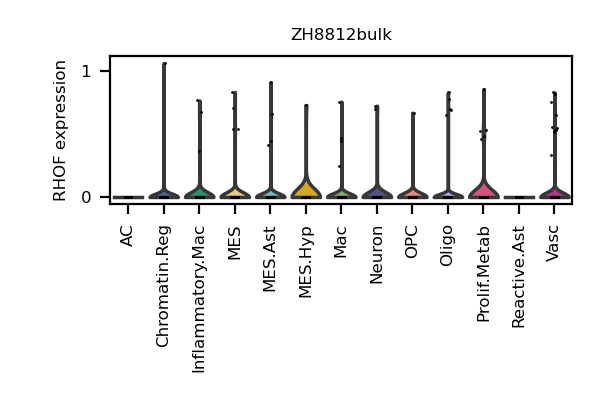 ZH8812bulk
RHOF expression
1
0
AC
Chromatin.Reg
Inflammatory.Mac
MES
MES.Ast
MES.Hyp
Mac
Neuron
OPC
Oligo
Prolif.Metab
Reactive.Ast
Vasc